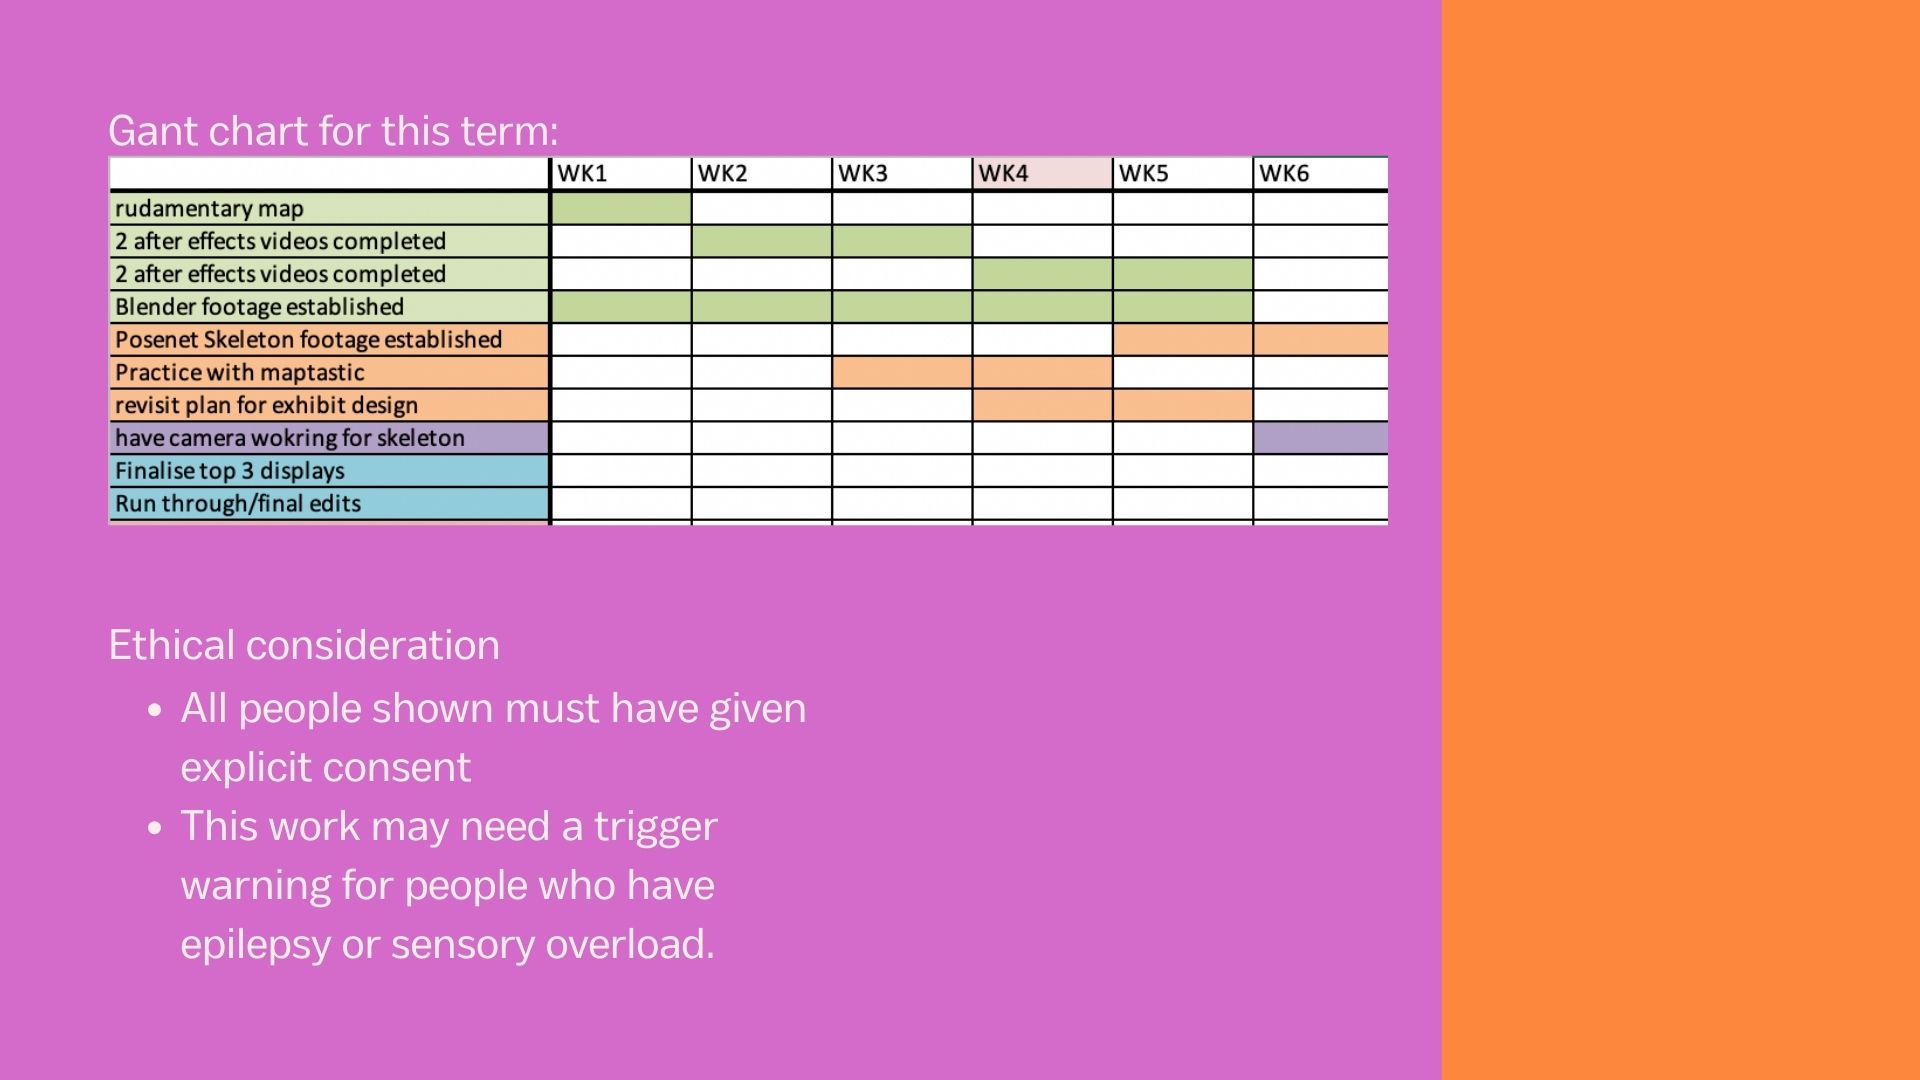 Gant chart for this term:
WK1 WK2 WK3 WK4 WK5 WK6
rudamentary map
2 after effects videos completed
2 after effects videos completed
Blender footage established
Posenet Skeleton footage established
Practice with maptastic
revisit plan for exhibit design
have camera wokring for skeleton
Finalise top 3 displays
Run through/final edits
Ethical consideration
• All people shown must have given
explicit consent
• This work may need a trigger
warning for people who have
epilepsy or sensory overload.